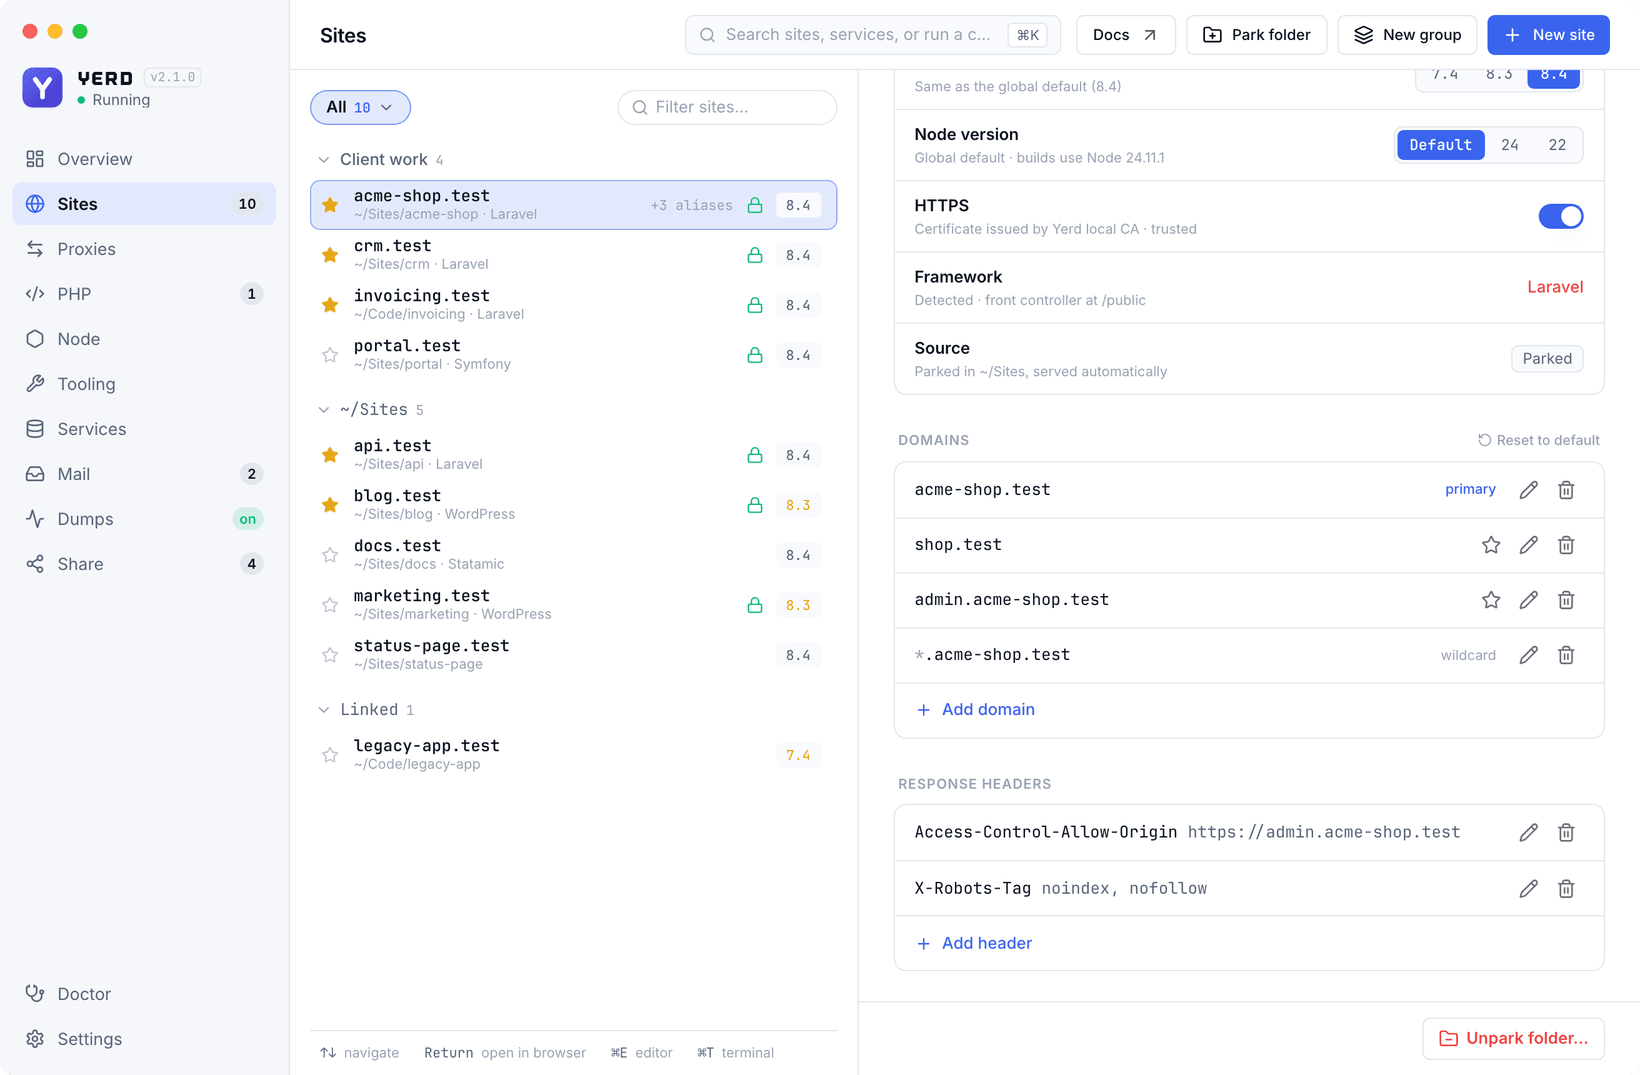 YERD v2.1.0
Running
Overview
Sites 10
Proxies
PHP 1
Node
Tooling
Services
Mail 2
Dumps on
Share 4
Doctor
Settings
Sites
Search sites, services, or run a c... ⌘K
Docs
Park folder
New group
New site
All 10
Filter sites...
Client work 4
acme-shop.test
~/Sites/acme-shop · Laravel
+3 aliases 8.4
crm.test
~/Sites/crm · Laravel
8.4
invoicing.test
~/Code/invoicing · Laravel
8.4
portal.test
~/Sites/portal · Symfony
8.4
~/Sites 5
api.test
~/Sites/api · Laravel
8.4
blog.test
~/Sites/blog · WordPress
8.3
docs.test
~/Sites/docs · Statamic
8.4
marketing.test
~/Sites/marketing · WordPress
8.3
status-page.test
~/Sites/status-page
8.4
Linked 1
legacy-app.test
~/Code/legacy-app
7.4
↑↓ navigate Return open in browser ⌘E editor ⌘T terminal
Same as the global default (8.4)
7.4 8.3 8.4
Node version
Global default · builds use Node 24.11.1
Default 24 22
HTTPS
Certificate issued by Yerd local CA · trusted
Framework
Detected · front controller at /public
Laravel
Source
Parked in ~/Sites, served automatically
Parked
DOMAINS
Reset to default
acme-shop.test primary
shop.test
admin.acme-shop.test
*.acme-shop.test wildcard
+ Add domain
RESPONSE HEADERS
Access-Control-Allow-Origin https://admin.acme-shop.test
X-Robots-Tag noindex, nofollow
+ Add header
Unpark folder...